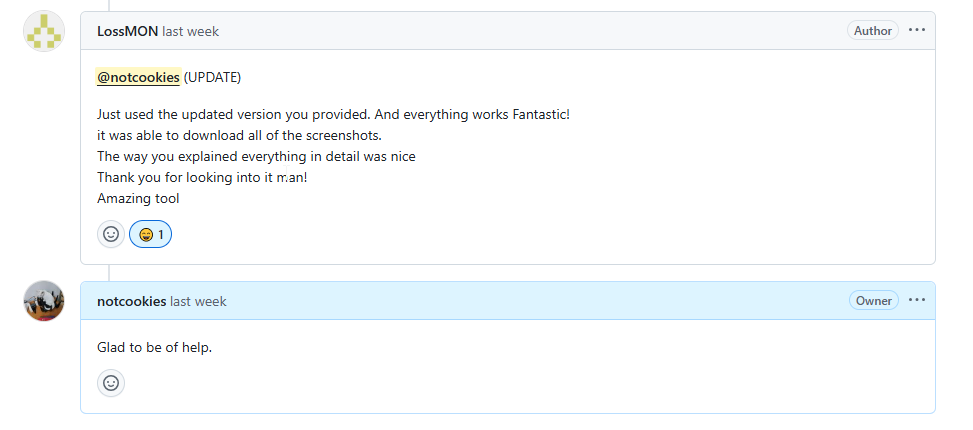 LossMON last week
Author
@notcookies (UPDATE)
Just used the updated version you provided. And everything works Fantastic!
it was able to download all of the screenshots.
The way you explained everything in detail was nice
Thank you for looking into it man!
Amazing tool
1
notcookies last week
Owner
Glad to be of help.